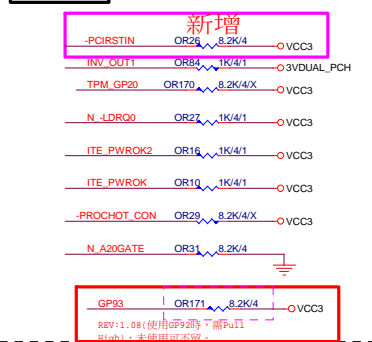 新增
-PCIRSTIN OR26 8.2K/4 VCC3
INV_OUT1 OR84 1K/4/1 3VDUAL_PCH
TPM_GP20 OR170 8.2K/4/X VCC3
N_-LDRQ0 OR27 1K/4/1 VCC3
ITE_PWROK2 OR16 1K/4/1 VCC3
ITE_PWROK OR10 1K/4/1 VCC3
-PROCHOT_CON OR29 8.2K/4/X VCC3
N_A20GATE OR31 8.2K/4
GP93 OR171 8.2K/4 VCC3
REV:1.08(使用GP92時，需Pull
High)，未使用可不留。